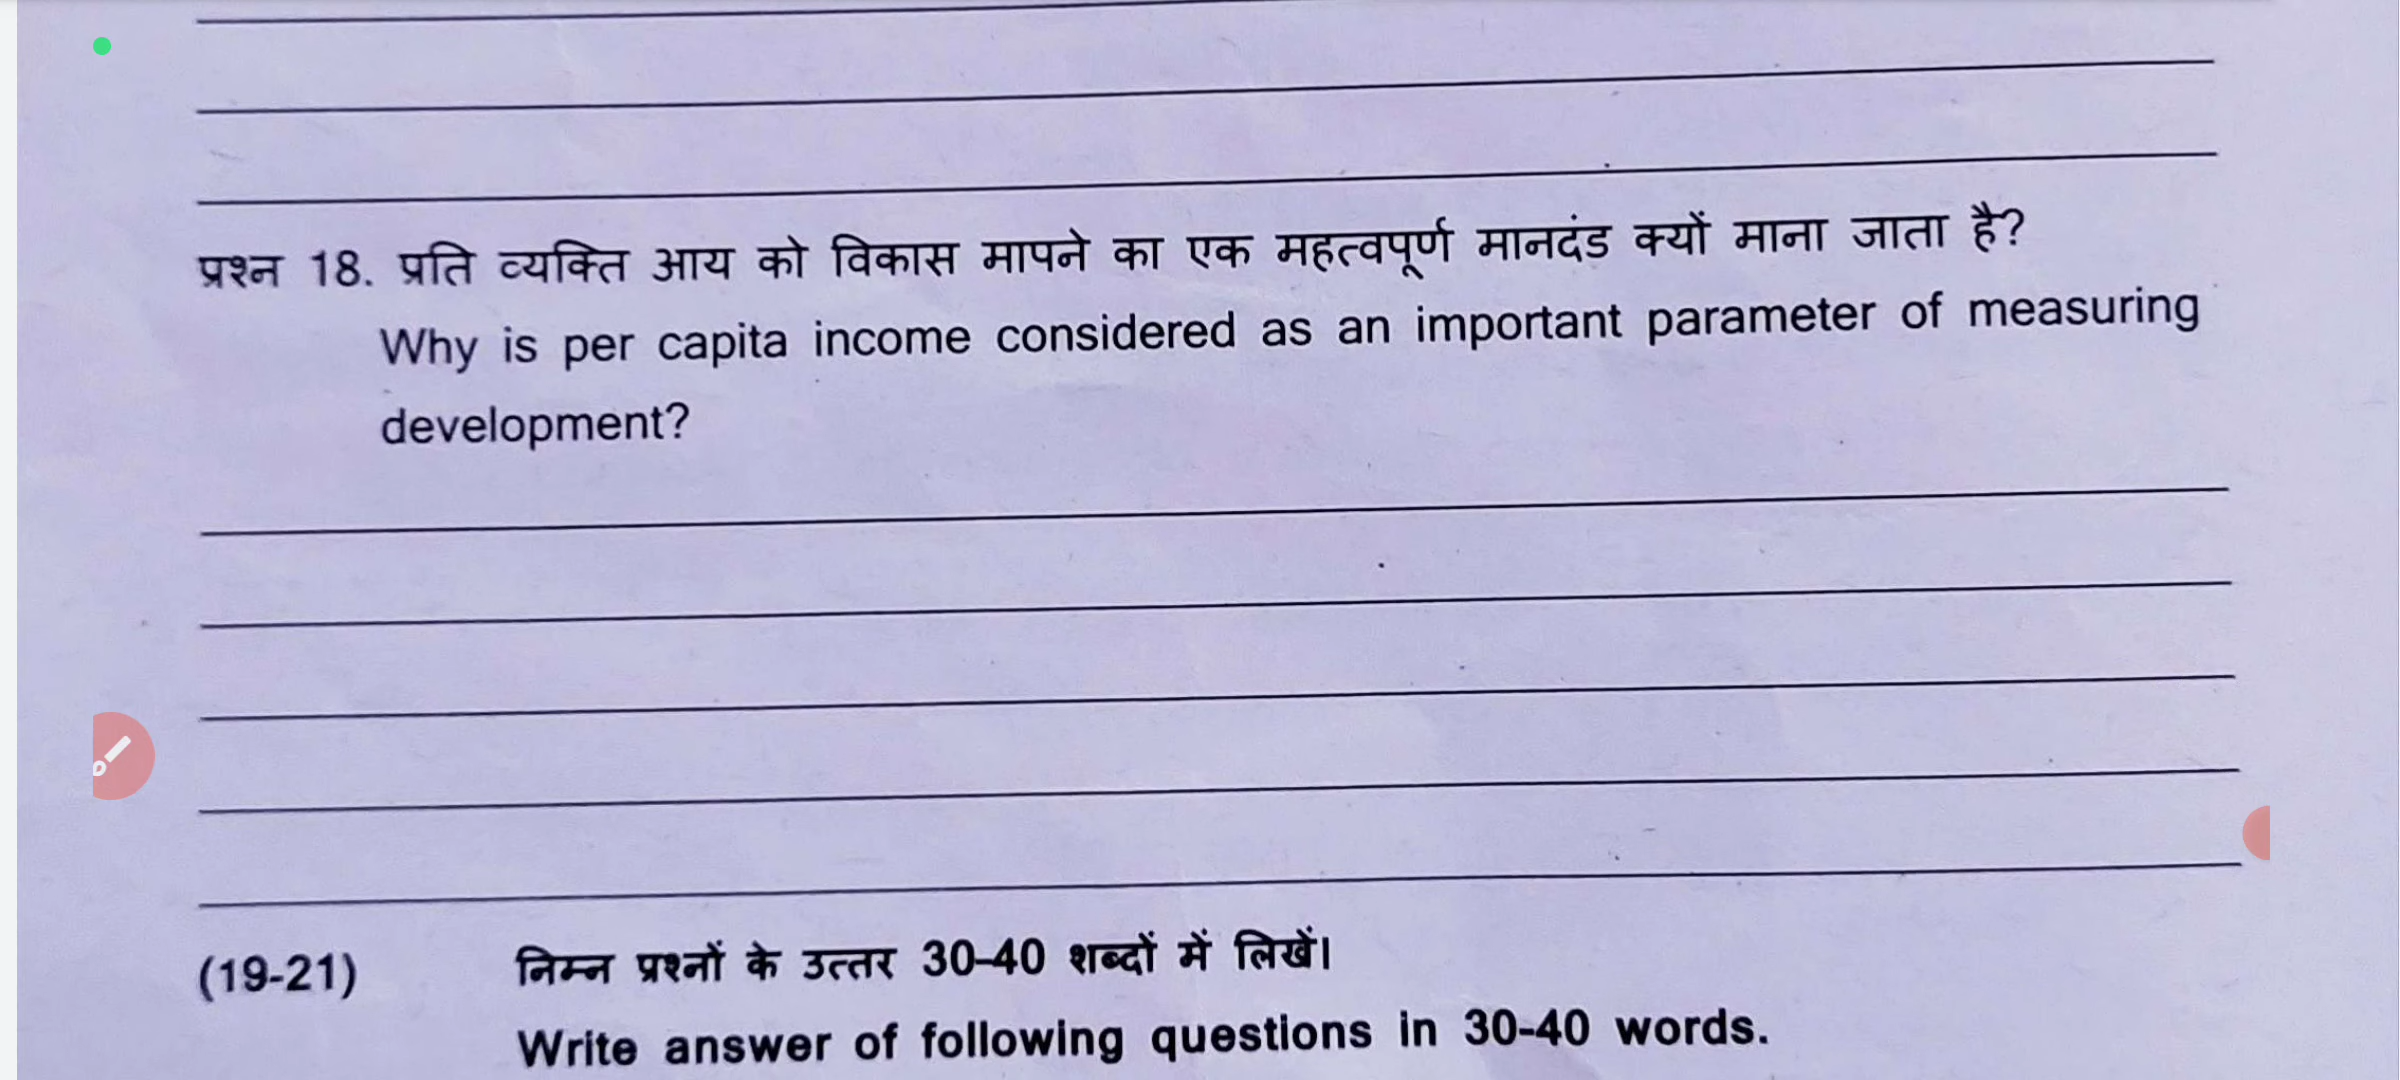 प्रश्न 18. प्रति व्यक्ति आय को विकास मापने का एक महत्वपूर्ण मानदंड क्यों माना जाता है?
Why is per capita income considered as an important parameter of measuring
development?
(19-21) निम्न प्रश्नों के उत्तर 30-40 शब्दों में लिखें।
Write answer of following questions in 30-40 words.